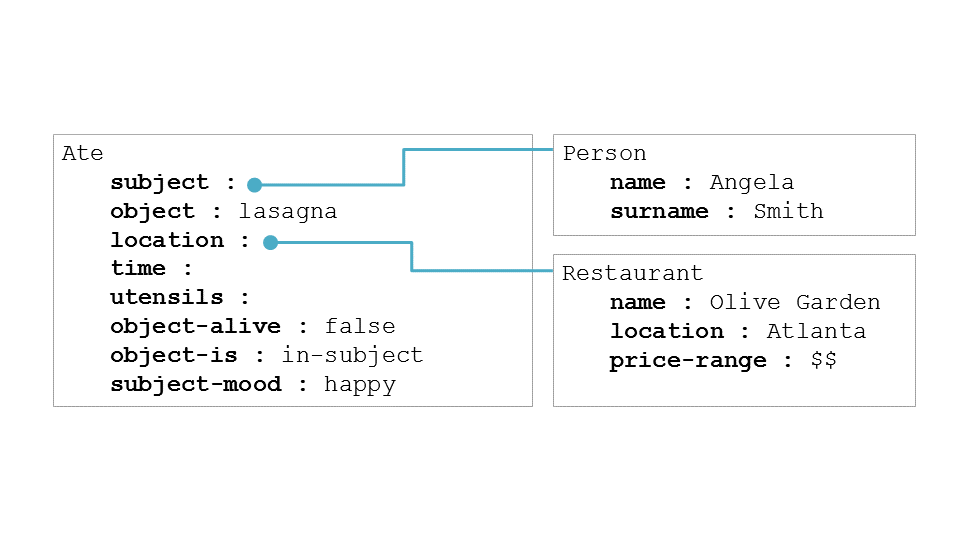 Ate
subject :
object : lasagna
location :
time :
utensils :
object-alive : false
object-is : in-subject
subject-mood : happy
Person
name : Angela
surname : Smith
Restaurant
name : Olive Garden
location : Atlanta
price-range : $$